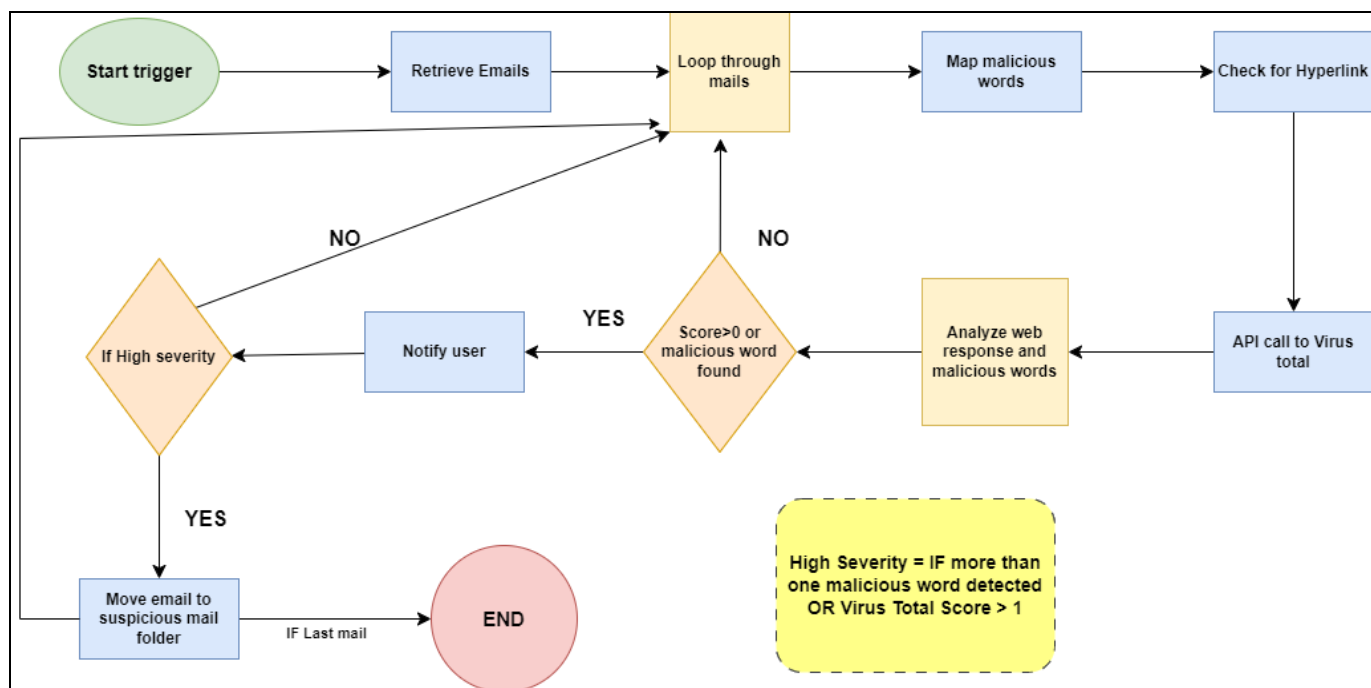 Start trigger
Retrieve Emails
Loop through
mails
Map malicious
words
Check for Hyperlink
NO
NO
If High severity
YES
Notify user
Score>0 or
malicious word
found
Analyze web
response and
malicious words
API call to Virus
total
YES
Move email to
suspicious mail
folder
IF Last mail
END
High Severity = IF more than
one malicious word detected
OR Virus Total Score > 1